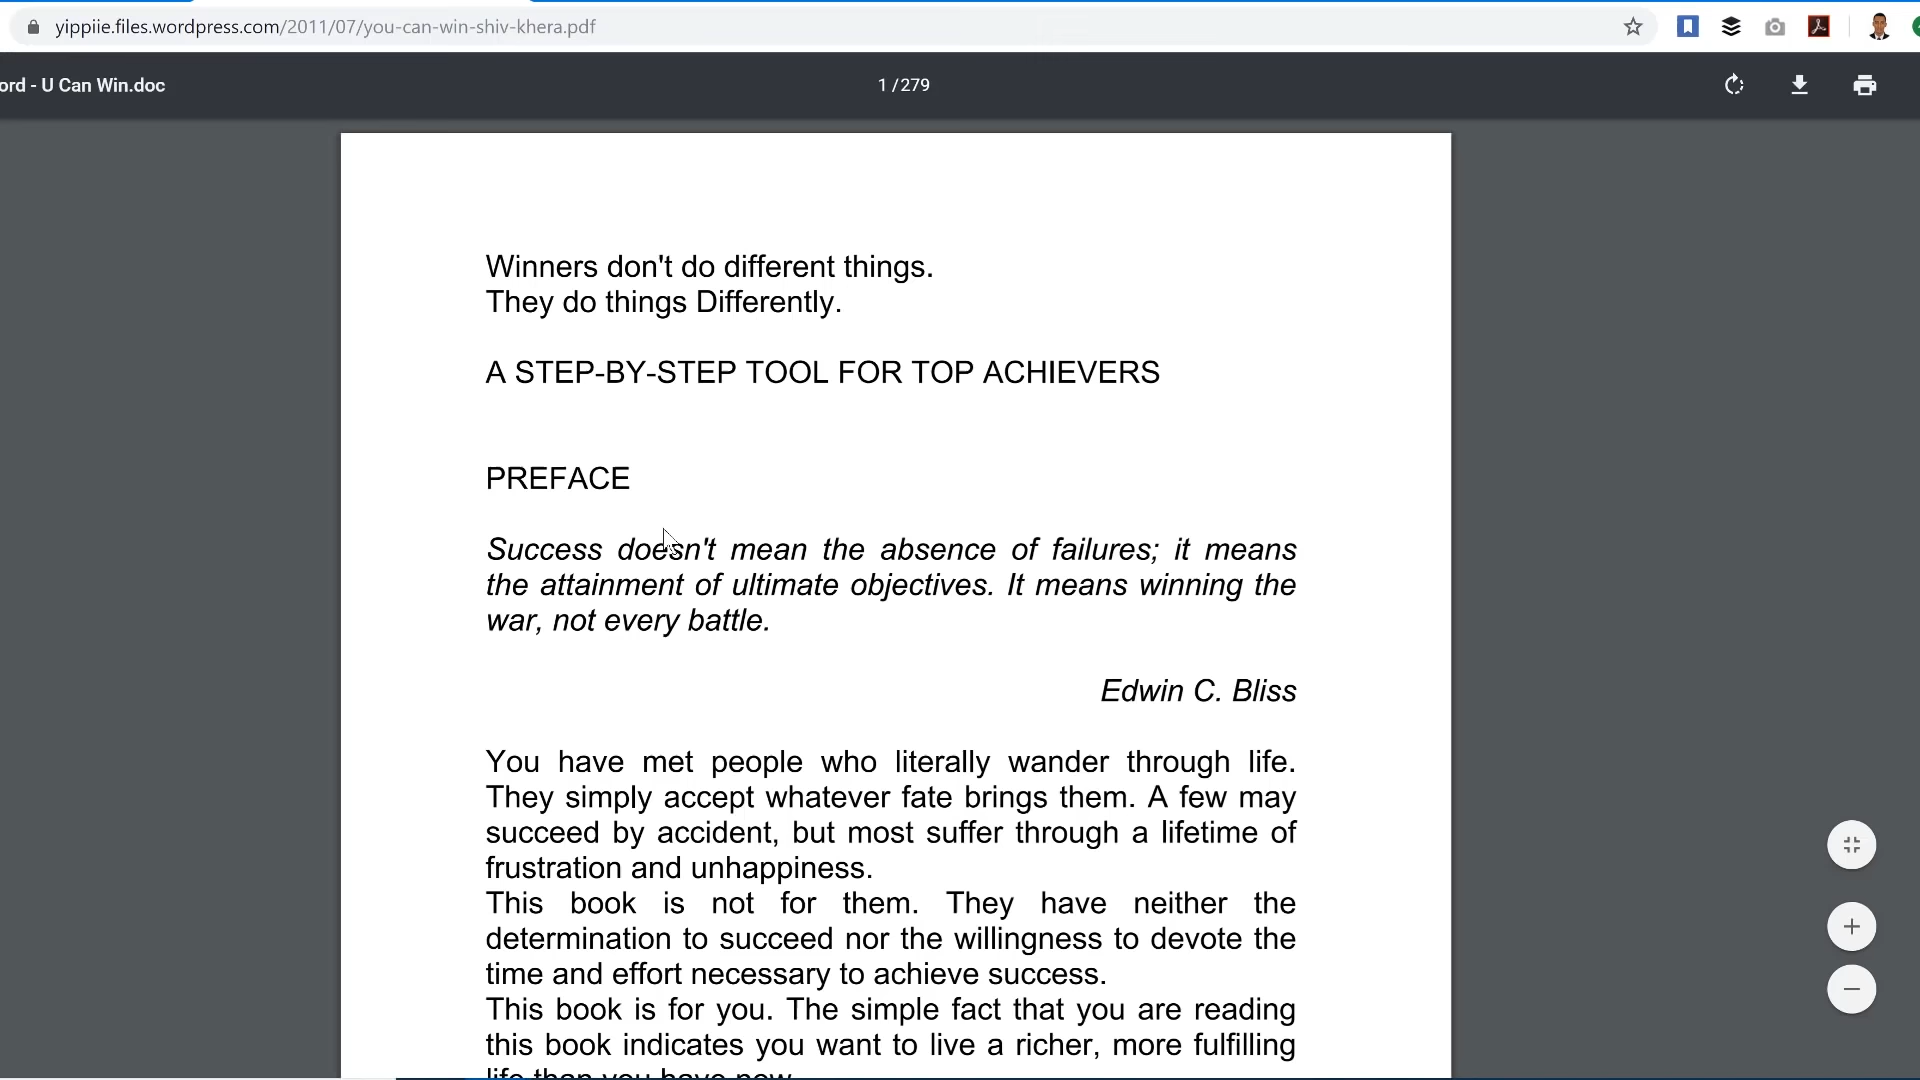 yippiie.files.wordpress.com/2011/07/you-can-win-shiv-khera.pdf
ord - U Can Win.doc
1 / 279
Winners don't do different things.
They do things Differently.
A STEP-BY-STEP TOOL FOR TOP ACHIEVERS
PREFACE
Success doesn't mean the absence of failures; it means
the attainment of ultimate objectives. It means winning the
war, not every battle.
Edwin C. Bliss
You have met people who literally wander through life.
They simply accept whatever fate brings them. A few may
succeed by accident, but most suffer through a lifetime of
frustration and unhappiness.
This book is not for them. They have neither the
determination to succeed nor the willingness to devote the
time and effort necessary to achieve success.
This book is for you. The simple fact that you are reading
this book indicates you want to live a richer, more fulfilling
life than you have now.